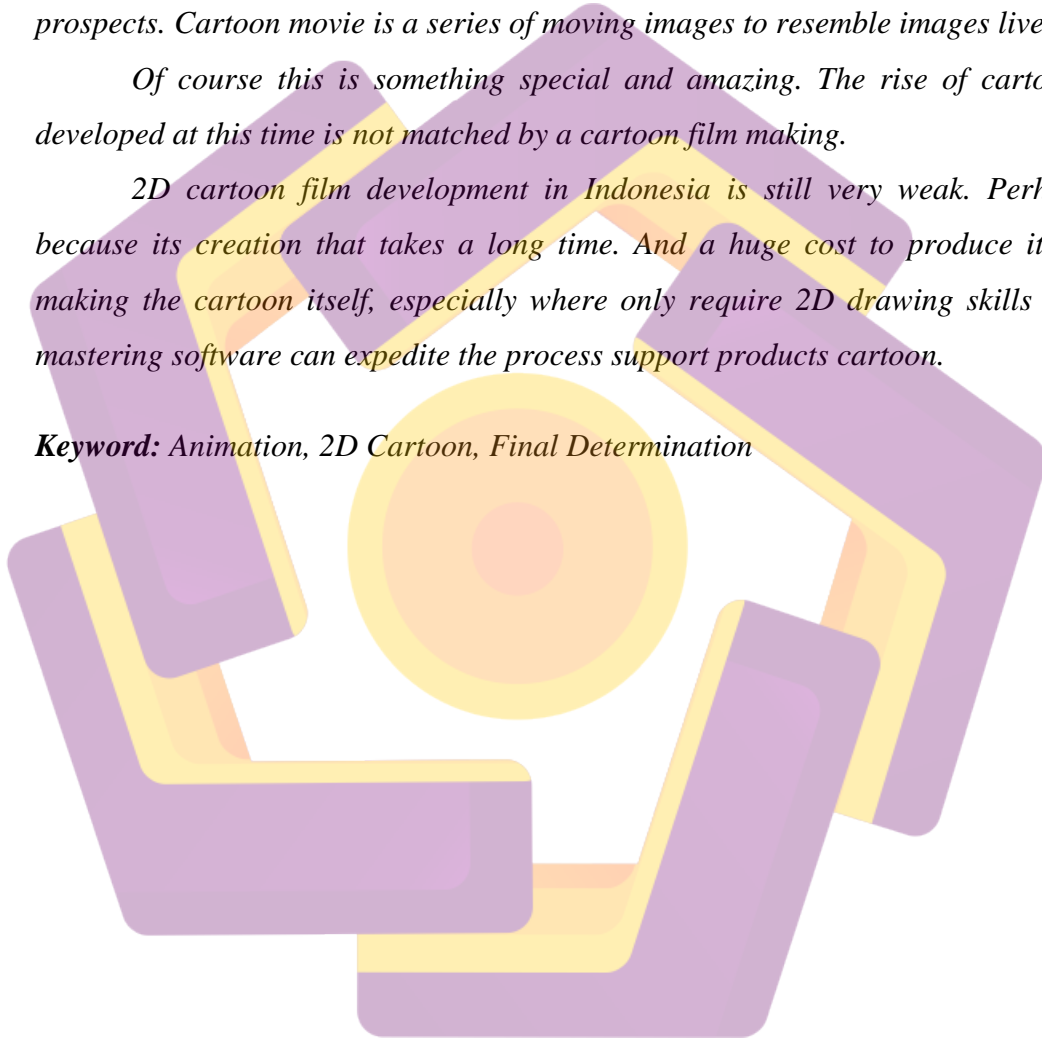 prospects. Cartoon movie is a series of moving images to resemble images live
Of course this is something special and amazing. The rise of carto
developed at this time is not matched by a cartoon film making.
2D cartoon film development in Indonesia is still very weak. Perh
because its creation that takes a long time. And a huge cost to produce it
making the cartoon itself, especially where only require 2D drawing skills
mastering software can expedite the process support products cartoon.
Keyword: Animation, 2D Cartoon, Final Determination